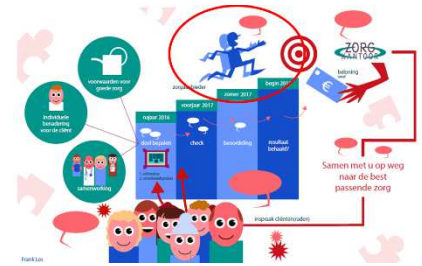 voorwaarden voor
goede zorg
individuele
benadering
voor de cliënt
samenwerking
najaar 2016
doel bepalen
voorjaar 2017
check
zomer 2017
beoordeling
begin
resultaat
behaald?
ZORG
KANTOOR
beloning
Samen met u op weg
naar de best
passende zorg
inspraak cliënten(raden)
Frank Los